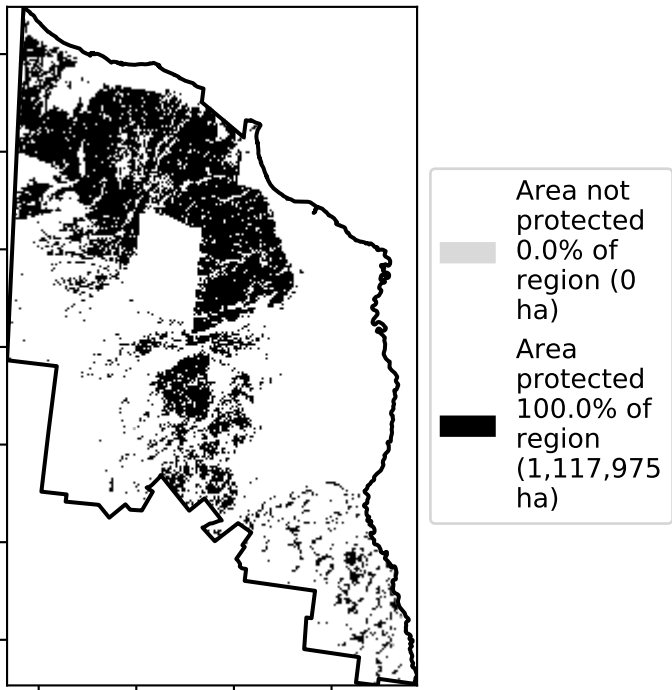 Area not
protected
0.0% of
region (0
ha)
Area
protected
100.0% of
region
(1,117,975
ha)